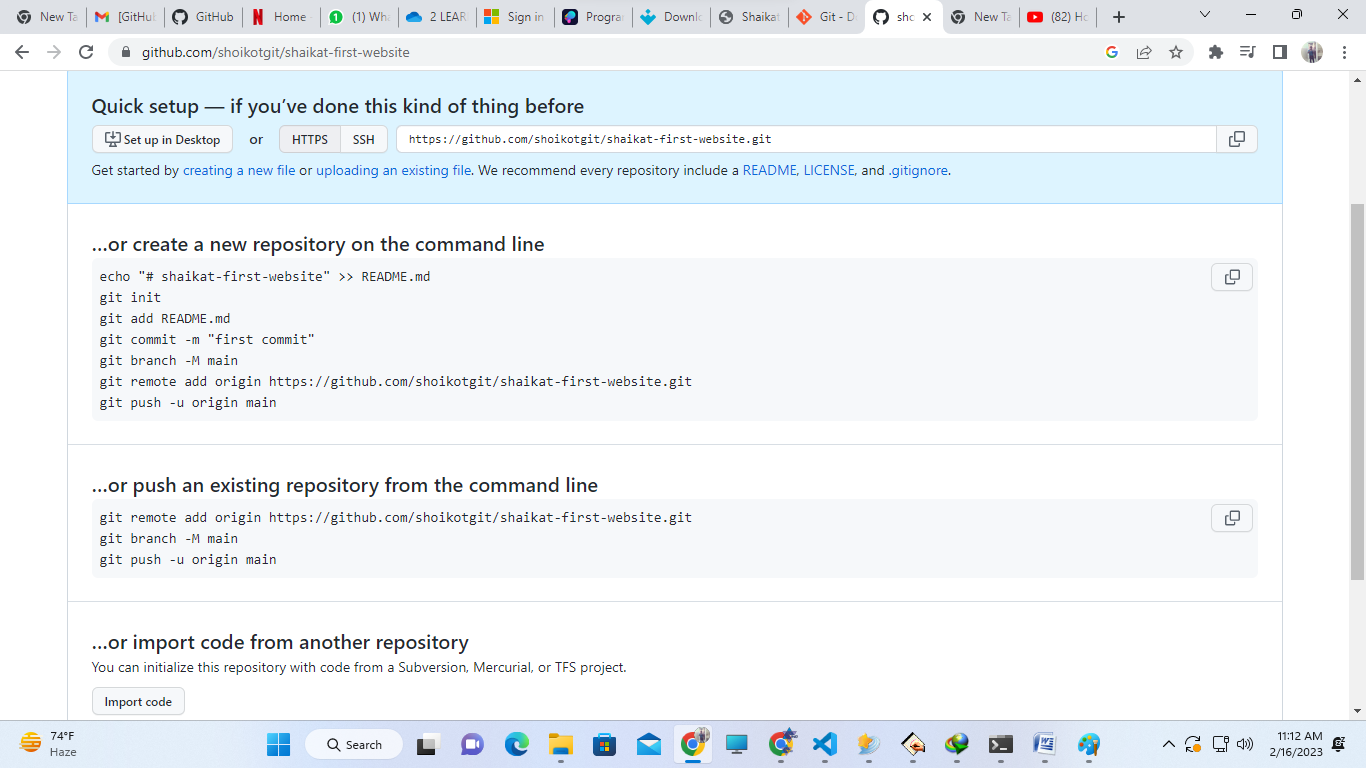 New Ta
[GitHub
GitHub
Home
(1) Wha
2 LEAR
Sign in
Program
Downlo
Shaikat
Git - D
sho
New Ta
(82) Ho
github.com/shoikotgit/shaikat-first-website
Quick setup — if you’ve done this kind of thing before
Set up in Desktop or HTTPS SSH https://github.com/shoikotgit/shaikat-first-website.git
Get started by creating a new file or uploading an existing file. We recommend every repository include a README, LICENSE, and .gitignore.
…or create a new repository on the command line
echo "# shaikat-first-website" >> README.md
git init
git add README.md
git commit -m "first commit"
git branch -M main
git remote add origin https://github.com/shoikotgit/shaikat-first-website.git
git push -u origin main
…or push an existing repository from the command line
git remote add origin https://github.com/shoikotgit/shaikat-first-website.git
git branch -M main
git push -u origin main
…or import code from another repository
You can initialize this repository with code from a Subversion, Mercurial, or TFS project.
Import code
74°F
Haze
Search
11:12 AM
2/16/2023